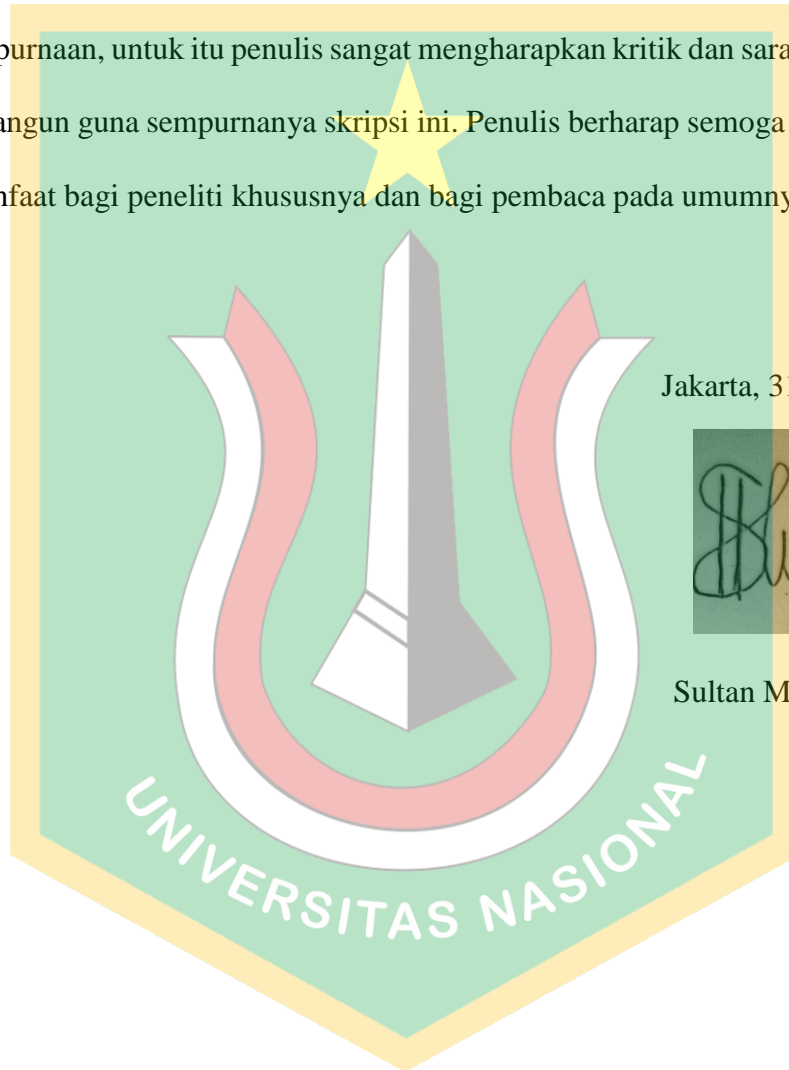 purnaan, untuk itu penulis sangat mengharapkan kritik dan sara
angun guna sempurnanya skripsi ini. Penulis berharap semoga
nfaat bagi peneliti khususnya dan bagi pembaca pada umumny
Jakarta, 31
Sultan M
UNIVERSITAS NASIONAL